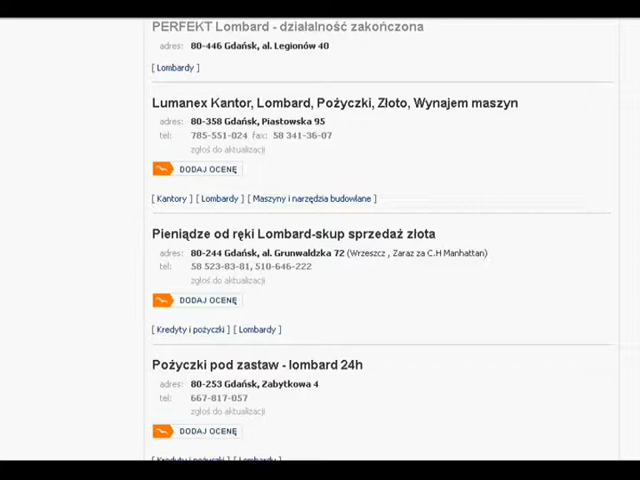 PERFEKT Lombard - działalność zakończona
adres: 80-446 Gdańsk, al. Legionów 40
[ Lombardy ]
Lumanex Kantor, Lombard, Pożyczki, Złoto, Wynajem maszyn
adres: 80-358 Gdańsk, Piastowska 95
tel: 785-551-024 fax: 58 341-36-07
zgłoś do aktualizacji
DODAJ OCENĘ
[ Kantory ] [ Lombardy ] [ Maszyny i narzędzia budowlane ]
Pieniądze od ręki Lombard-skup sprzedaż złota
adres: 80-244 Gdańsk, al. Grunwaldzka 72 (Wrzeszcz , Zaraz za C.H Manhattan)
tel: 58 523-83-81, 510-646-222
zgłoś do aktualizacji
DODAJ OCENĘ
[ Kredyty i pożyczki ] [ Lombardy ]
Pożyczki pod zastaw - lombard 24h
adres: 80-253 Gdańsk, Zabytkowa 4
tel: 667-817-057
zgłoś do aktualizacji
DODAJ OCENĘ
[ Kredyty i pożyczki ] [ Lombardy ]